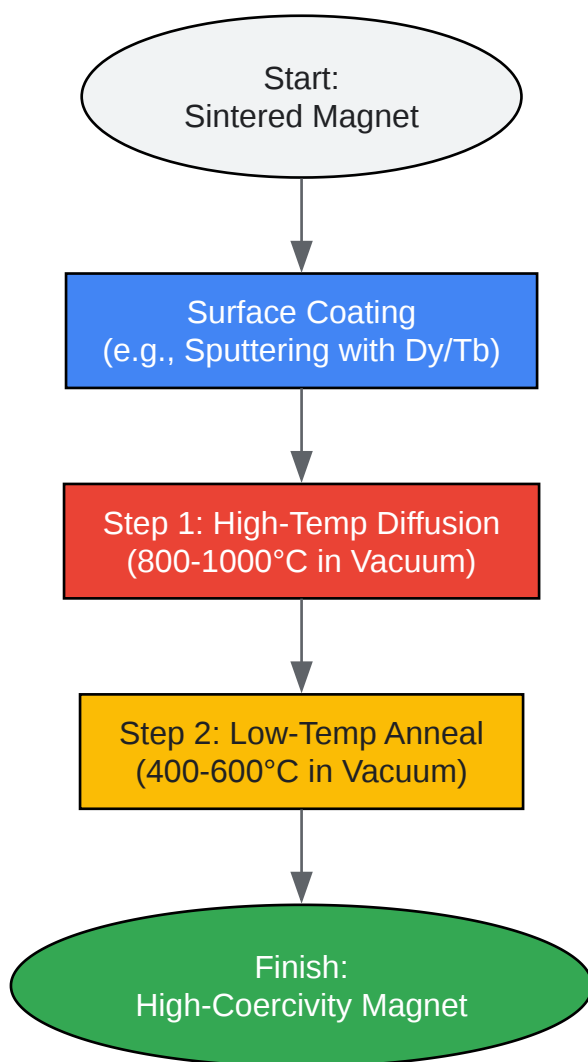 Start:
Sintered Magnet
Surface Coating
(e.g., Sputtering with Dy/Tb)
Step 1: High-Temp Diffusion
(800-1000°C in Vacuum)
Step 2: Low-Temp Anneal
(400-600°C in Vacuum)
Finish:
High-Coercivity Magnet